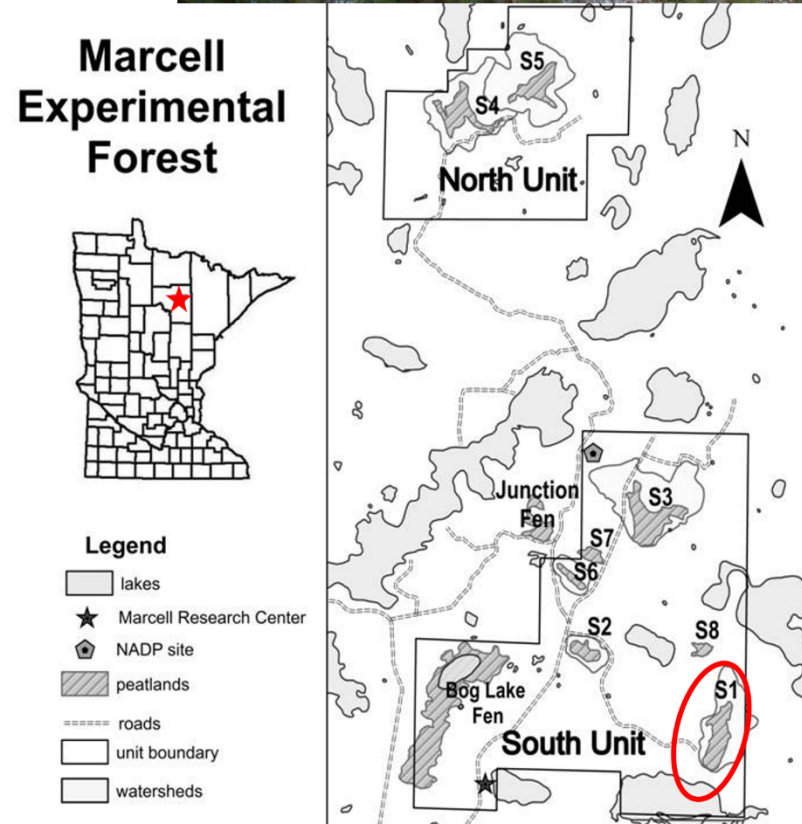 Marcell
Experimental
Forest
Legend
lakes
Marcell Research Center
NADP site
peatlands
roads
unit boundary
watersheds
S5
S4
North Unit
N
Junction
Fen
S3
S7
S6
S2
S8
S1
Bog Lake
Fen
South Unit